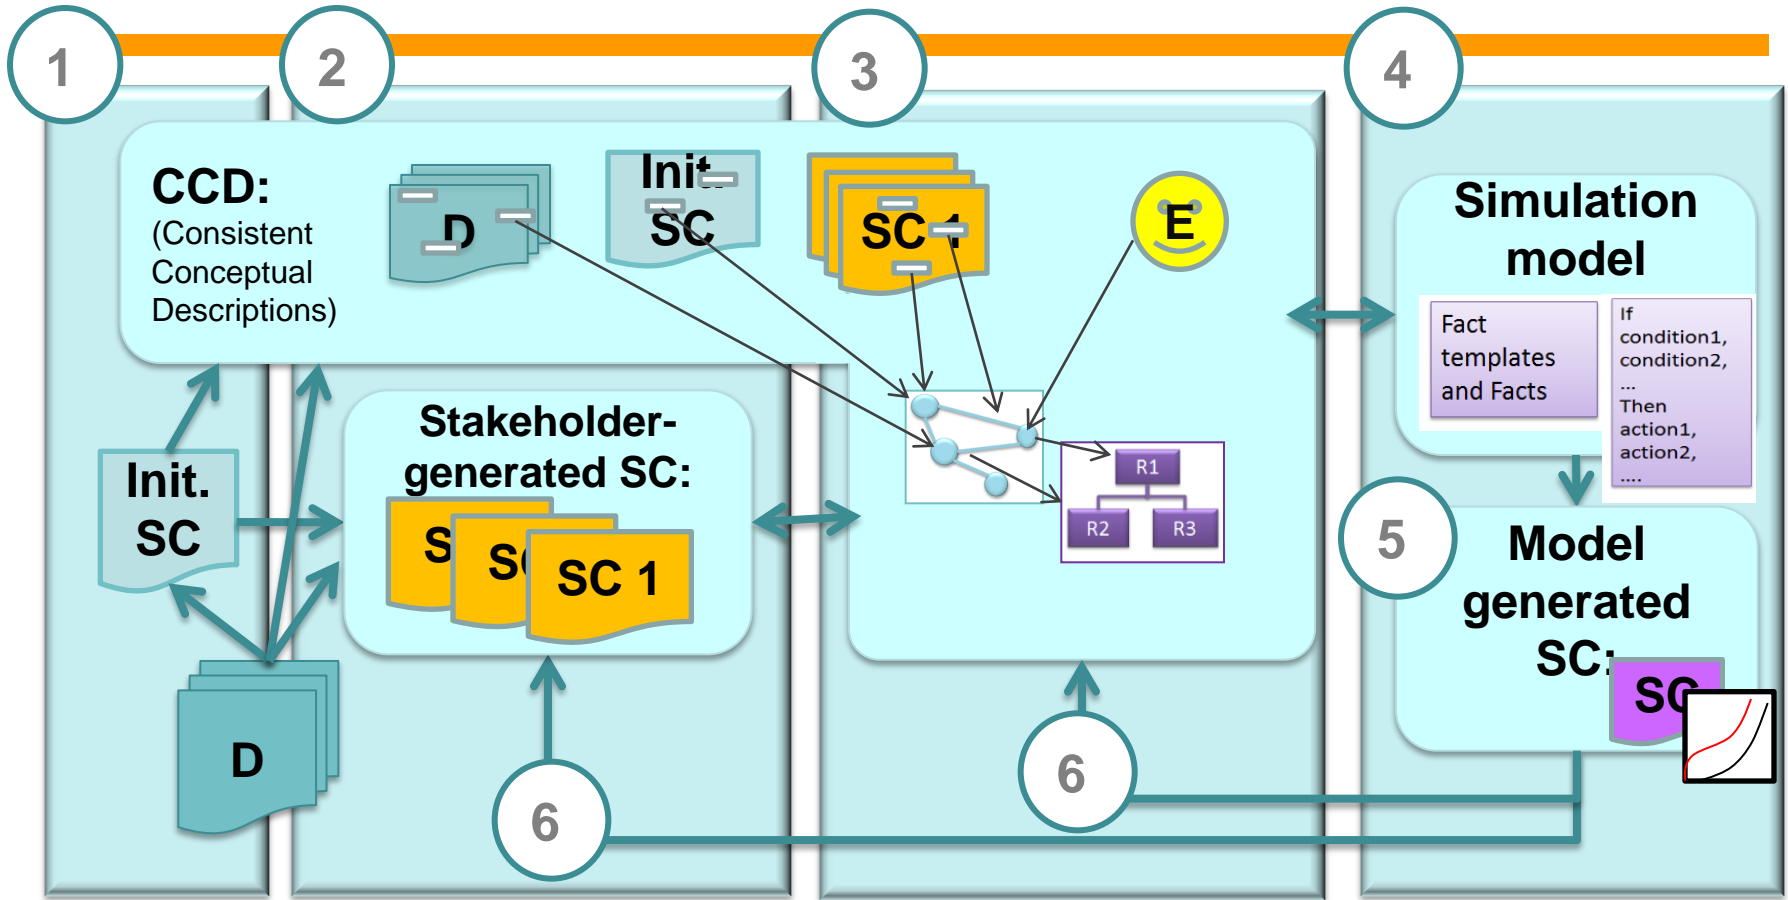 1
2
3
4
CCD:
(Consistent
Conceptual
Descriptions)
D
Init.
SC
SC 1
E
Simulation
model
Fact
templates
and Facts
If
condition1,
condition2,
...
Then
action1,
action2,
....
Stakeholder-
generated SC:
S
SC
SC 1
Init.
SC
D
R1
R2
R3
5
Model
generated
SC:
SC
6
6